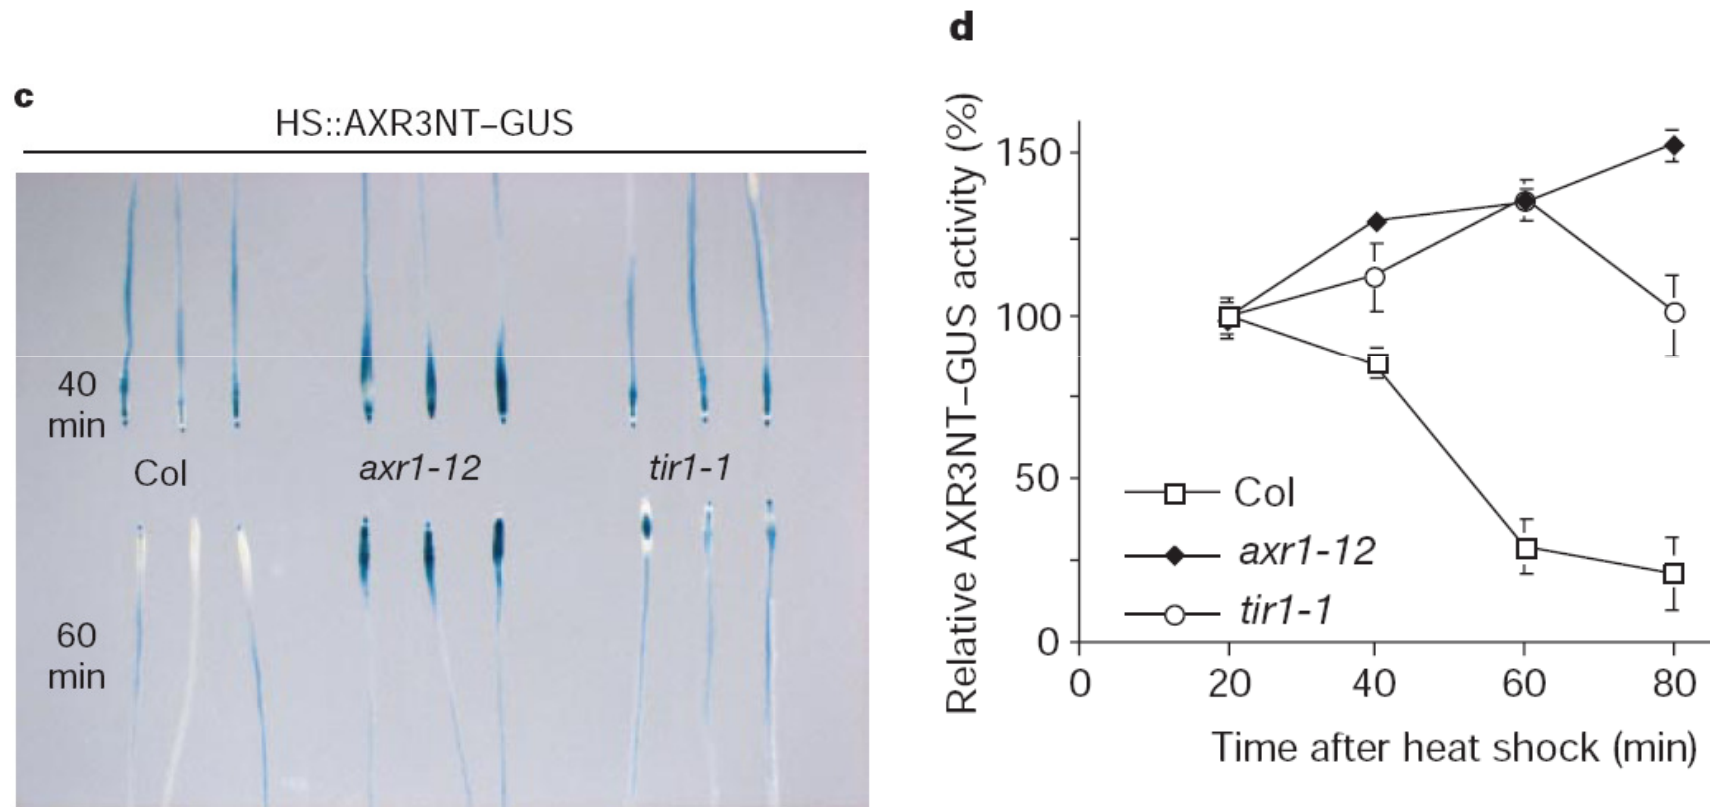 c
HS::AXR3NT–GUS
40
min
Col
axr1-12
tir1-1
60
min
d
Relative AXR3NT–GUS activity (%)
150
100
50
0
Col
axr1-12
tir1-1
0 20 40 60 80
Time after heat shock (min)